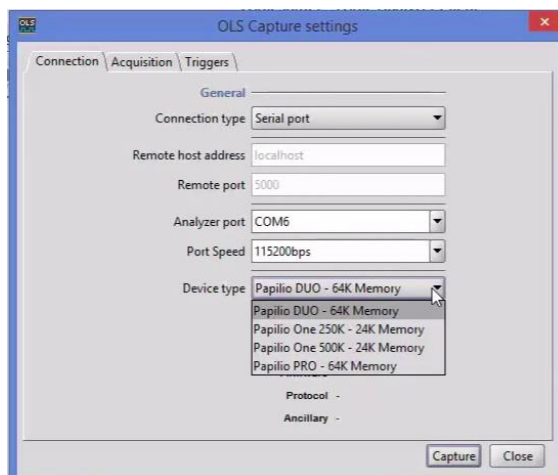 OLS
OLS Capture settings
x
Connection Acquisition Triggers
General
Connection type Serial port
Remote host address localhost
Remote port 5000
Analyzer port COM6
Port Speed 115200bps
Device type Papilio DUO - 64K Memory
Papilio DUO - 64K Memory
Papilio One 250K - 24K Memory
Papilio One 500K - 24K Memory
Papilio PRO - 64K Memory
Protocol -
Ancillary -
Capture Close